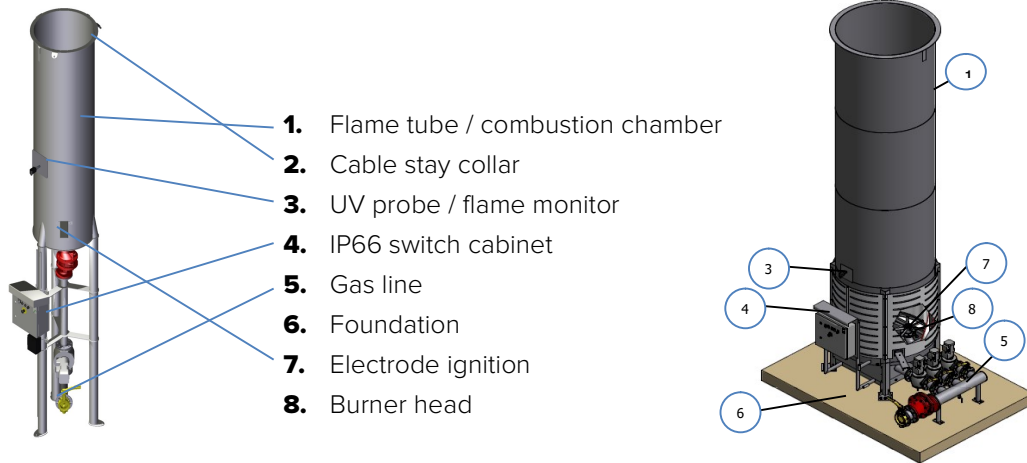 1. Flame tube / combustion chamber
2. Cable stay collar
3. UV probe / flame monitor
4. IP66 switch cabinet
5. Gas line
6. Foundation
7. Electrode ignition
8. Burner head
1
3
7
4
8
5
6